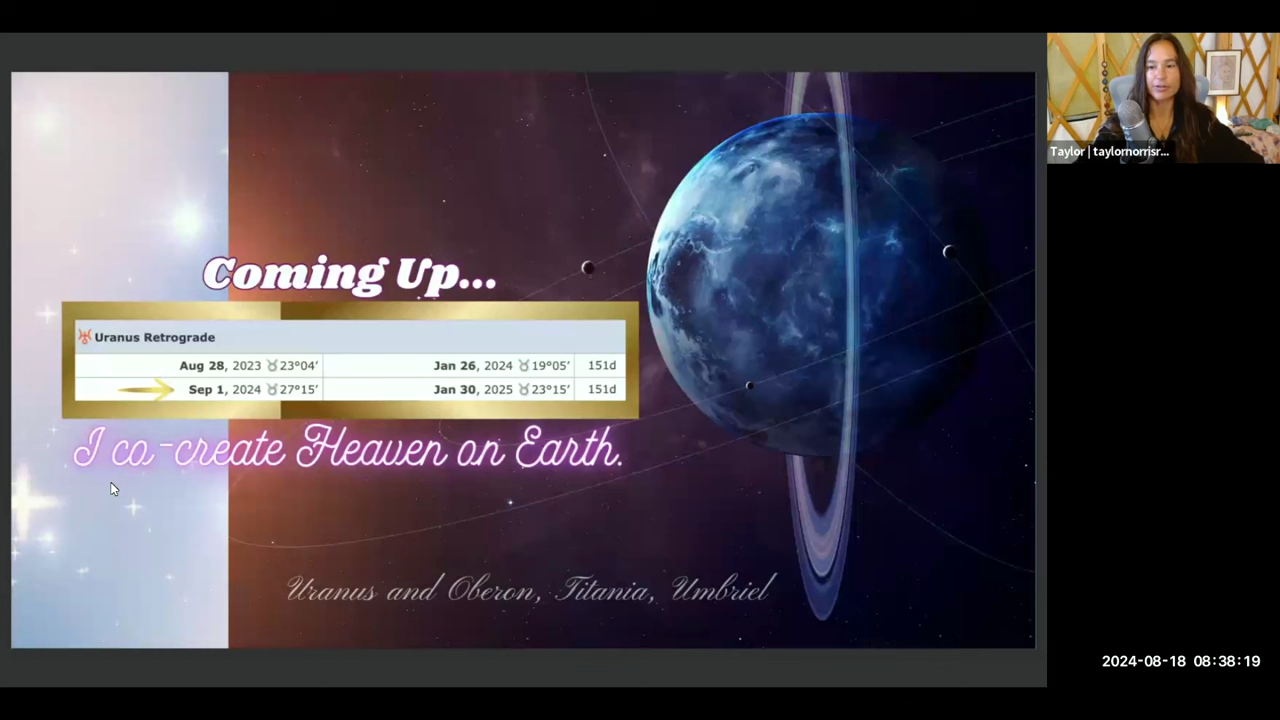 Taylor | taylornorrisr...
Coming Up...
♅ Uranus Retrograde
Aug 28, 2023 ♉23°04' Jan 26, 2024 ♉19°05' 151d
Sep 1, 2024 ♉27°15' Jan 30, 2025 ♉23°15' 151d
I co-create Heaven on Earth.
Uranus and Oberon, Titania, Umbriel
2024-08-18 08:38:19